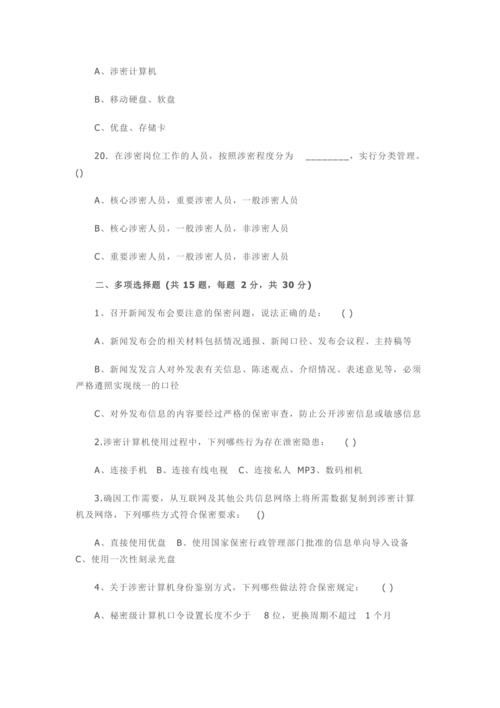 A、涉密计算机
B、移动硬盘、软盘
C、优盘、存储卡
20. 在涉密岗位工作的人员，按照涉密程度分为 ________，实行分类管理。
()
A、核心涉密人员，重要涉密人员，一般涉密人员
B、核心涉密人员，一般涉密人员，非涉密人员
C、重要涉密人员，一般涉密人员，非涉密人员
二、多项选择题 (共 15 题，每题 2 分，共 30 分)
1、召开新闻发布会要注意的保密问题，说法正确的是： ( )
A、新闻发布会的相关材料包括情况通报、新闻口径、发布会议程、主持稿等
B、新闻发发言人对外发表有关信息、陈述观点、介绍情况、表述意见等，必须
严格遵照实现统一的口径
C、对外发布信息的内容要经过严格的保密审查，防止公开涉密信息或敏感信息
2.涉密计算机使用过程中，下列哪些行为存在泄密隐患： ( )
A、连接手机 B、连接有线电视 C、连接私人 MP3、数码相机
3.确因工作需要，从互联网及其他公共信息网络上将所需数据复制到涉密计算
机及网络，下列哪些方式符合保密要求： ()
A、直接使用优盘 B、使用国家保密行政管理部门批准的信息单向导入设备
C、使用一次性刻录光盘
4、关于涉密计算机身份鉴别方式，下列哪些做法符合保密规定： ( )
A、秘密级计算机口令设置长度不少于 8 位，更换周期不超过 1 个月